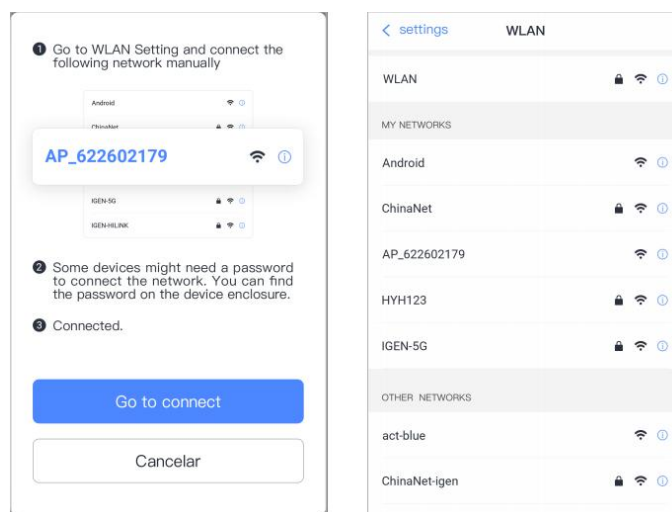 1 Go to WLAN Setting and connect the
following network manually
Android
ChinaNet
AP_622602179
IGEN-5G
IGEN-HILINK
2 Some devices might need a password
to connect the network. You can find
the password on the device enclosure.
3 Connected.
Go to connect
Cancelar
settings
WLAN
WLAN
MY NETWORKS
Android
ChinaNet
AP_622602179
HYH123
IGEN-5G
OTHER NETWORKS
act-blue
ChinaNet-igen